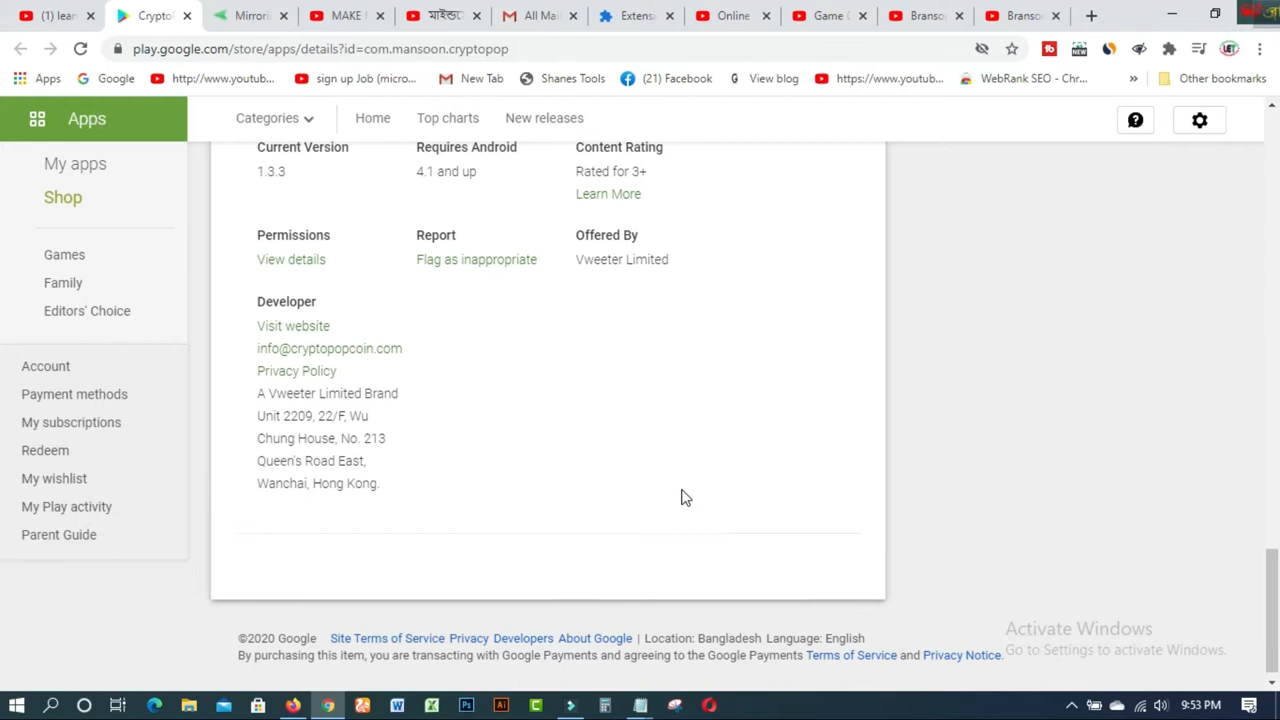 (1) lear
Crypto
Mirrori
MAKE
All Me
Extens
Online
Game
Branso
Branso
play.google.com/store/apps/details?id=com.mansoon.cryptopop
Apps
Google
http://www.youtub...
sign up Job (micro...
New Tab
Shanes Tools
(21) Facebook
View blog
https://www.youtub...
WebRank SEO - Chr...
Other bookmarks
Apps
Categories
Home
Top charts
New releases
My apps
Shop
Games
Family
Editors' Choice
Account
Payment methods
My subscriptions
Redeem
My wishlist
My Play activity
Parent Guide
Current Version
1.3.3
Requires Android
4.1 and up
Content Rating
Rated for 3+
Learn More
Permissions
View details
Report
Flag as inappropriate
Offered By
Vweeter Limited
Developer
Visit website
info@cryptopopcoin.com
Privacy Policy
A Vweeter Limited Brand
Unit 2209, 22/F, Wu
Chung House, No. 213
Queen's Road East,
Wanchai, Hong Kong.
©2020 Google Site Terms of Service Privacy Developers About Google | Location: Bangladesh Language: English
By purchasing this item, you are transacting with Google Payments and agreeing to the Google Payments Terms of Service and Privacy Notice.
Activate Windows
Go to Settings to activate Windows.
9:53 PM